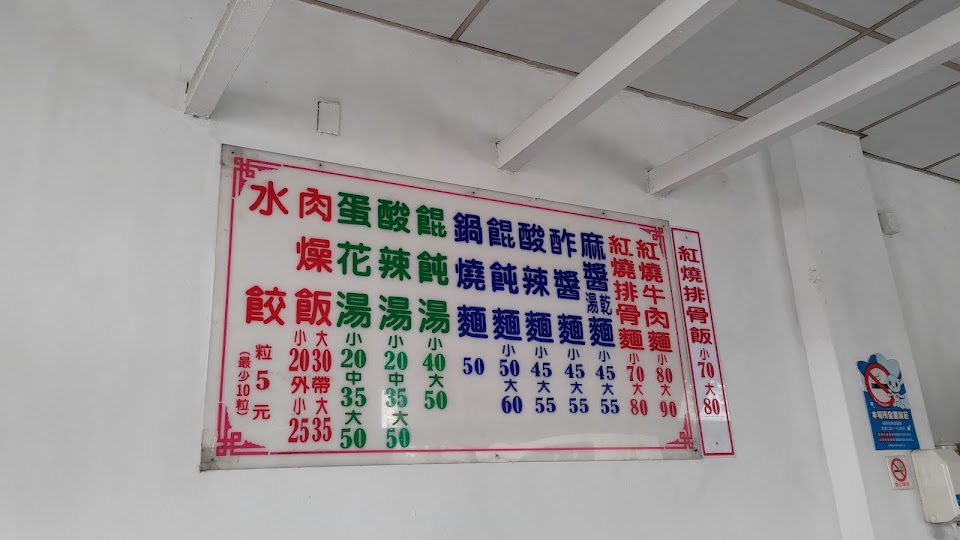 紅燒排骨飯 小70 大80
紅燒牛肉麵 小80 大90
紅燒排骨麵 小70 大80
麻醬乾湯麵 小45 大55
酢醬麵 小45 大55
酸辣麵 小45 大55
餛飩麵 小50 大60
鍋燒麵 50
餛飩湯 小40 大50
酸辣湯 小20 中35 大50
蛋花湯 小20 中35 大50
肉燥飯 大30 小20 外帶 大35 小25
水餃 粒5元 (最少10粒)